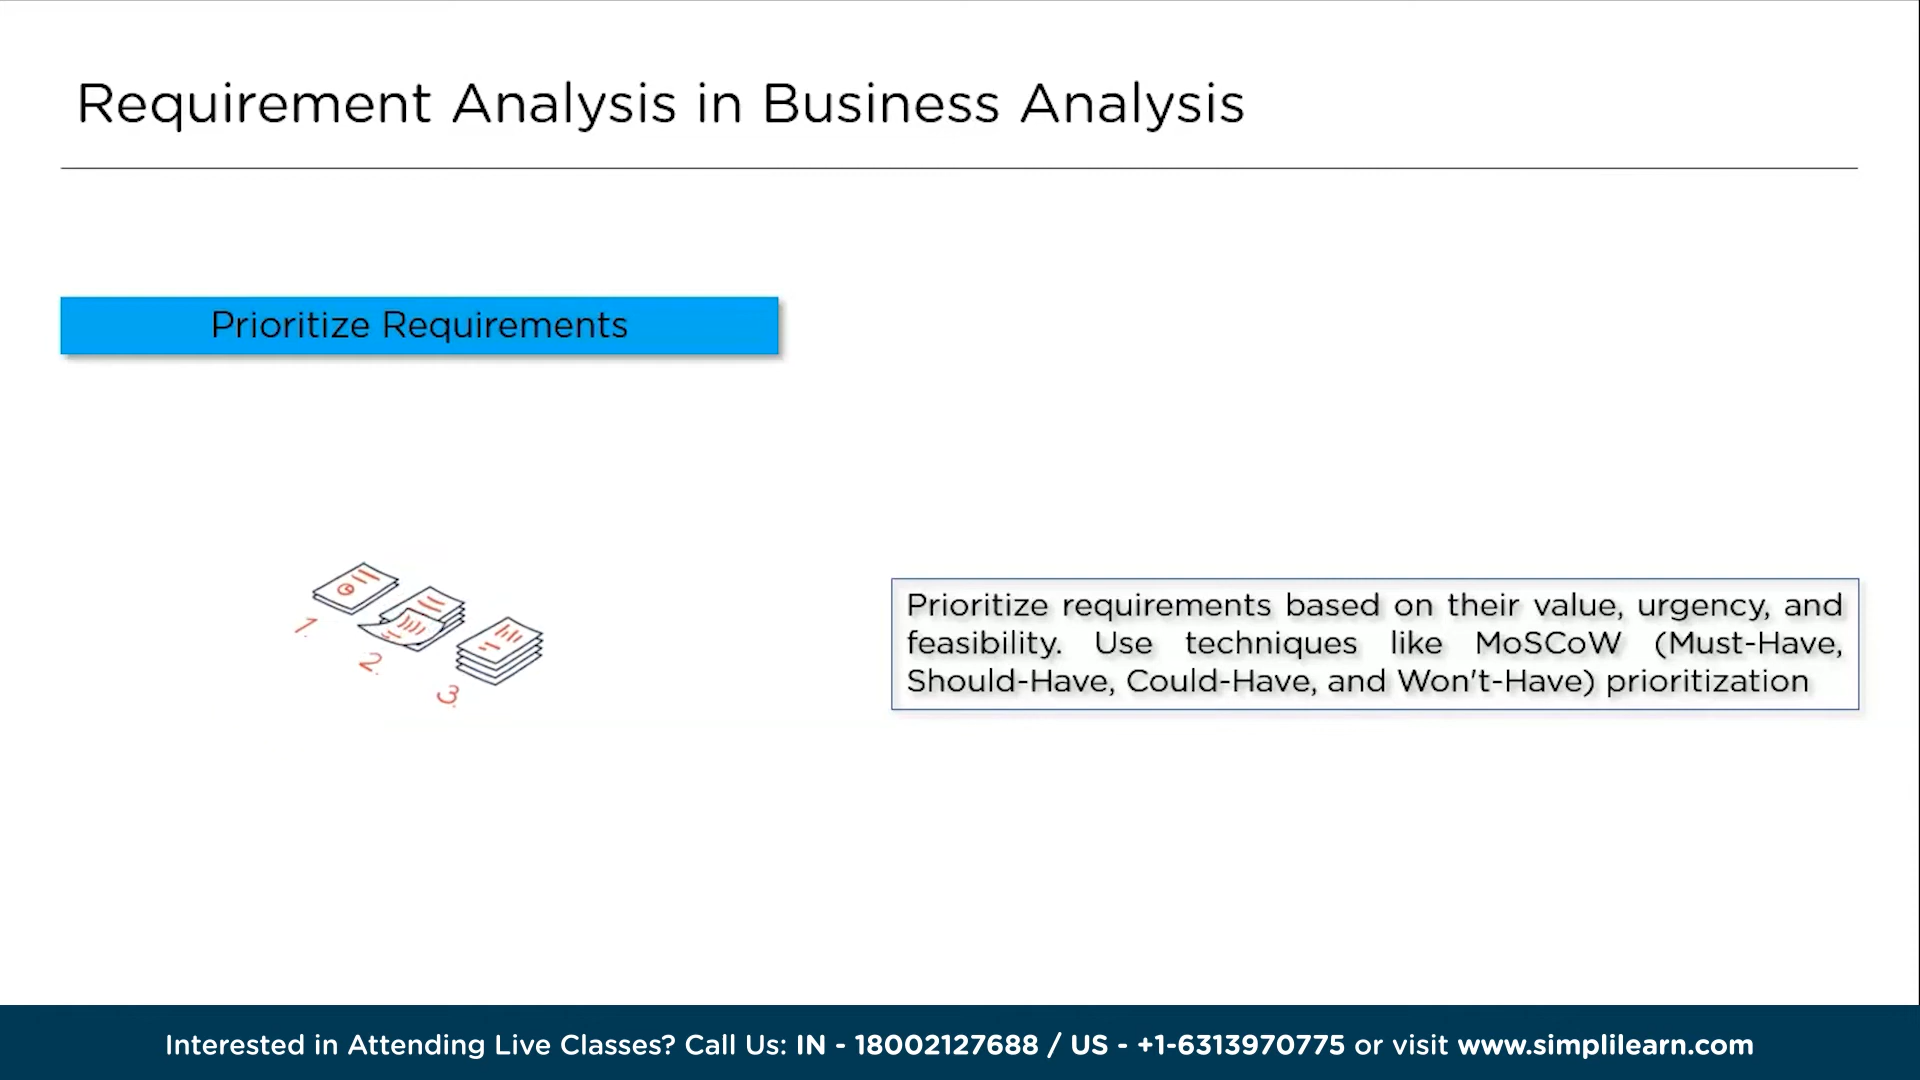 Requirement Analysis in Business Analysis
Prioritize Requirements
1.
2.
3.
Prioritize requirements based on their value, urgency, and
feasibility. Use techniques like MoSCoW (Must-Have,
Should-Have, Could-Have, and Won't-Have) prioritization
Interested in Attending Live Classes? Call Us: IN - 18002127688 / US - +1-6313970775 or visit www.simplilearn.com